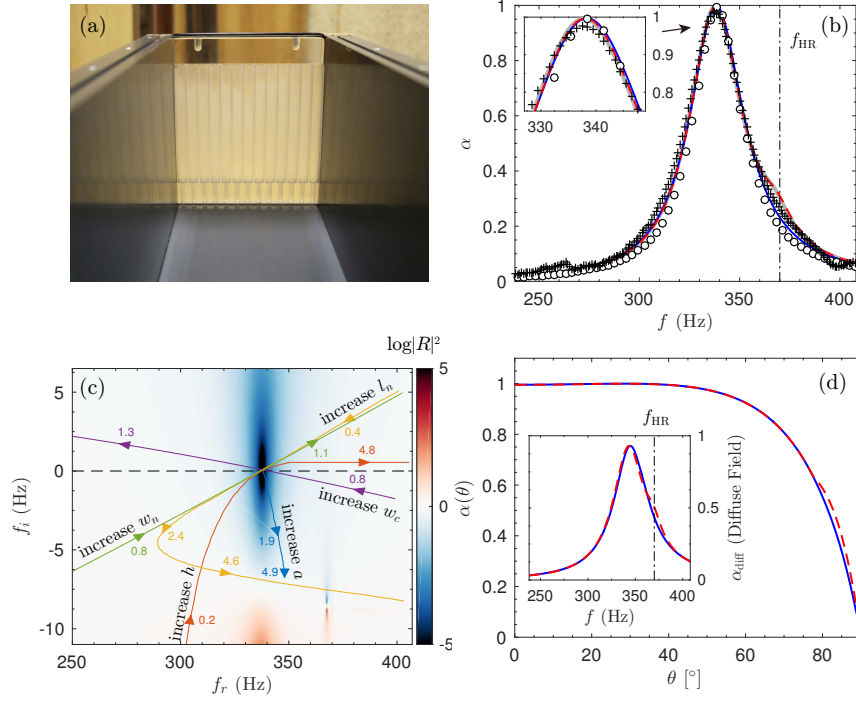 (a)
(b)
1
0.9
0.8
330
340
f_HR
1
0.8
0.6
0.4
0.2
0
α
250
300
350
400
f (Hz)
(c)
log|R|²
5
0
-5
5
0
-5
-10
f_i (Hz)
250
300
350
400
f_r (Hz)
increase l_n
0.4
1.3
1.1
4.8
0.8
increase w_c
increase w_n
0.8
2.4
1.9
4.6
4.9
increase a
increase h
0.2
(d)
1
0.8
0.6
0.4
0.2
0
α(θ)
f_HR
1
0.5
0
α_diff (Diffuse Field)
250
300
350
400
f (Hz)
0
20
40
60
80
θ [°]